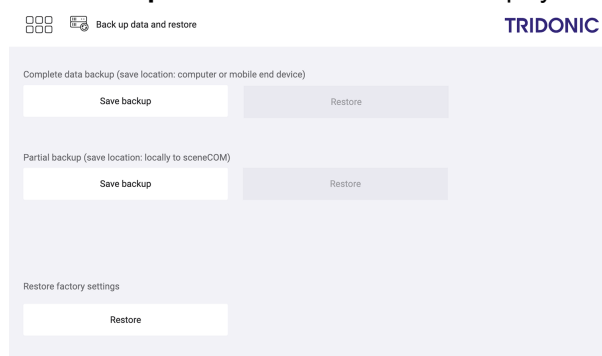 Back up data and restore
TRIDONIC
Complete data backup (save location: computer or mobile end device)
Save backup
Restore
Partial backup (save location: locally to sceneCOM)
Save backup
Restore
Restore factory settings
Restore